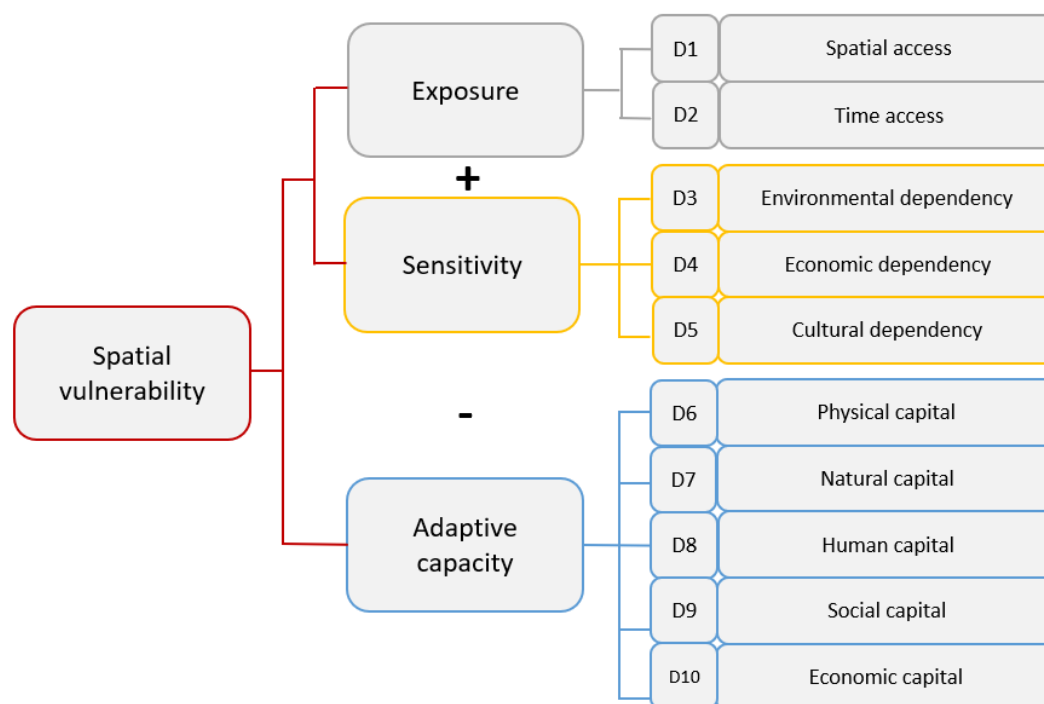 Exposure
D1
Spatial access
D2
Time access
+
Sensitivity
D3
Environmental dependency
D4
Economic dependency
D5
Cultural dependency
Spatial
vulnerability
-
D6
Physical capital
D7
Natural capital
Adaptive
capacity
D8
Human capital
D9
Social capital
D10
Economic capital